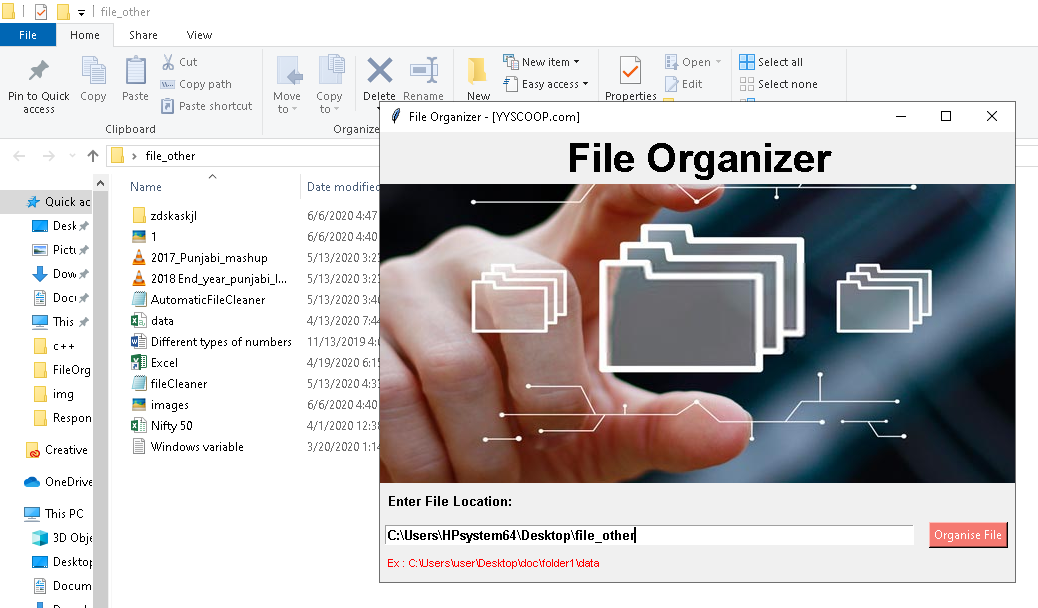 file_other
File
Home
Share
View
Pin to Quick access
Copy
Paste
Cut
Copy path
Paste shortcut
Clipboard
Move to
Copy to
Delete
Rename
Organize
New
New item
Easy access
Properties
Open
Edit
Select all
Select none
file_other
Quick ac
Desk
Pictu
Dow
Docu
This
c++
FileOrg
img
Respon
Creative
OneDrive
This PC
3D Obje
Desktop
Docum
Name
Date modified
zdskaskjl
6/6/2020 4:47
1
6/6/2020 4:40
2017_Punjabi_mashup
5/13/2020 3:2
2018 End_year_punjabi_l...
5/13/2020 3:2
AutomaticFileCleaner
5/13/2020 3:4
data
4/13/2020 7:44
Different types of numbers
11/13/2019 4:
Excel
4/19/2020 6:15
fileCleaner
5/13/2020 4:3
images
6/6/2020 4:40
Nifty 50
4/1/2020 12:3
Windows variable
3/20/2020 1:14
File Organizer - [YYSCOOP.com]
File Organizer
Enter File Location:
C:\Users\HPsystem64\Desktop\file_other
Organise File
Ex : C:\Users\user\Desktop\doc\folder1\data